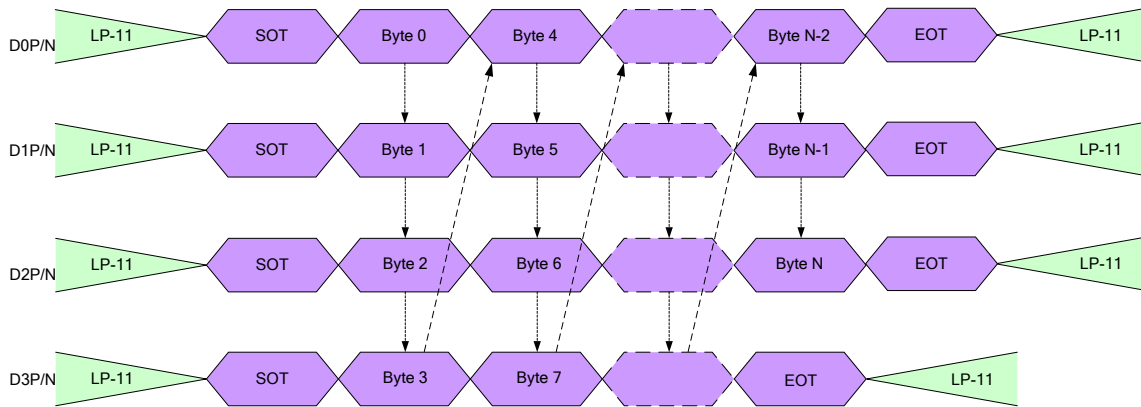 D0P/N LP-11 SOT Byte 0 Byte 4 Byte N-2 EOT LP-11
D1P/N LP-11 SOT Byte 1 Byte 5 Byte N-1 EOT LP-11
D2P/N LP-11 SOT Byte 2 Byte 6 Byte N EOT LP-11
D3P/N LP-11 SOT Byte 3 Byte 7 EOT LP-11